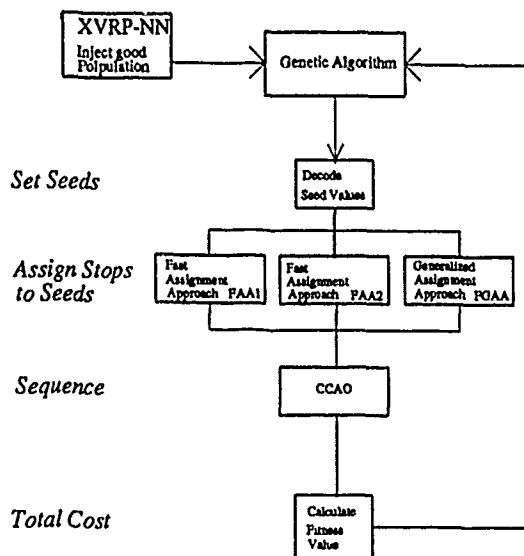 XVRP-NN
Inject good
Polpulation
Genetic Algorithm
Set Seeds
Decode
Seed Values
Assign Stops
to Seeds
Fast
Assignment
Approach FAA1
Fast
Assignment
Approach FAA2
Generalized
Assignment
Approach FGAA
Sequence
CCAO
Total Cost
Calculate
Fitness
Value